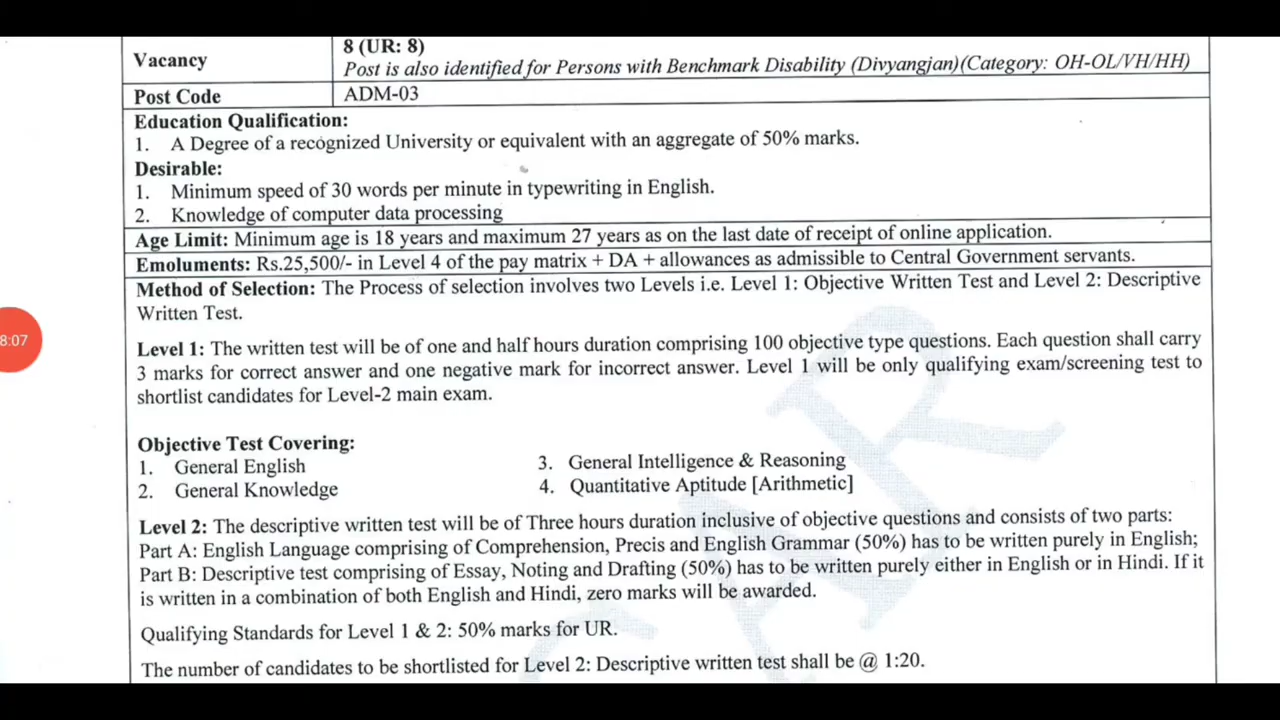 8 (UR: 8)
Vacancy
Post is also identified for Persons with Benchmark Disability (Divyangjan)(Category: OH-OL/VH/HH)
Post Code ADM-03
Education Qualification:
1. A Degree of a recognized University or equivalent with an aggregate of 50% marks.
Desirable:
1. Minimum speed of 30 words per minute in typewriting in English.
2. Knowledge of computer data processing
Age Limit: Minimum age is 18 years and maximum 27 years as on the last date of receipt of online application.
Emoluments: Rs.25,500/- in Level 4 of the pay matrix + DA + allowances as admissible to Central Government servants.
Method of Selection: The Process of selection involves two Levels i.e. Level 1: Objective Written Test and Level 2: Descriptive
Written Test.
8:07
Level 1: The written test will be of one and half hours duration comprising 100 objective type questions. Each question shall carry
3 marks for correct answer and one negative mark for incorrect answer. Level 1 will be only qualifying exam/screening test to
shortlist candidates for Level-2 main exam.
Objective Test Covering:
1. General English
2. General Knowledge
3. General Intelligence & Reasoning
4. Quantitative Aptitude [Arithmetic]
Level 2: The descriptive written test will be of Three hours duration inclusive of objective questions and consists of two parts:
Part A: English Language comprising of Comprehension, Precis and English Grammar (50%) has to be written purely in English;
Part B: Descriptive test comprising of Essay, Noting and Drafting (50%) has to be written purely either in English or in Hindi. If it
is written in a combination of both English and Hindi, zero marks will be awarded.
Qualifying Standards for Level 1 & 2: 50% marks for UR.
The number of candidates to be shortlisted for Level 2: Descriptive written test shall be @ 1:20.